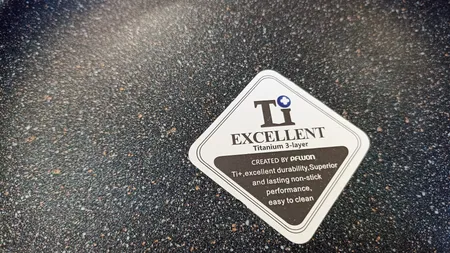 Ti
EXCELLENT
Titanium 3-layer
CREATED BY DFWON
Ti+,excellent durability,Superior
and lasting non-stick
performance,
easy to clean